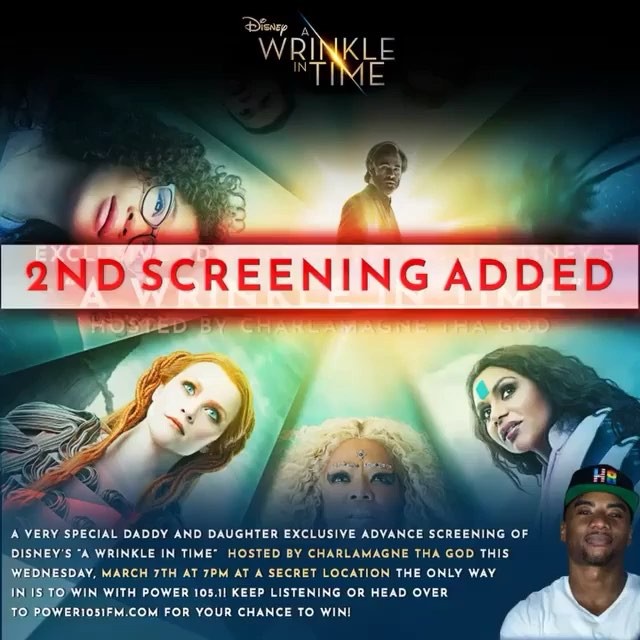 Disney
A
WRINKLE
IN TIME
2ND SCREENING ADDED
A WRINKLE IN TIME"
HOSTED BY CHARLAMAGNE THA GOD
A VERY SPECIAL DADDY AND DAUGHTER EXCLUSIVE ADVANCE SCREENING OF
DISNEY'S "A WRINKLE IN TIME" HOSTED BY CHARLAMAGNE THA GOD THIS
WEDNESDAY, MARCH 7TH AT 7PM AT A SECRET LOCATION THE ONLY WAY
IN IS TO WIN WITH POWER 105.1! KEEP LISTENING OR HEAD OVER
TO POWER1051FM.COM FOR YOUR CHANCE TO WIN!